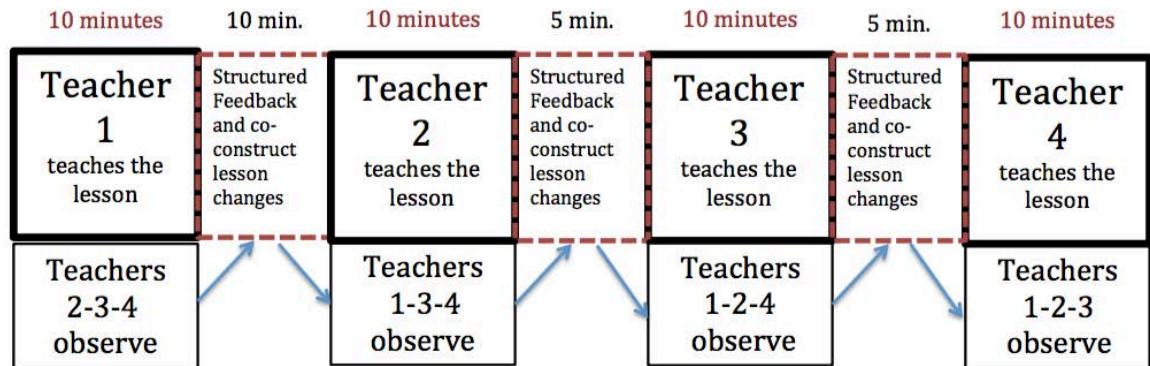 10 minutes
10 min.
10 minutes
5 min.
10 minutes
5 min.
10 minutes
Teacher
1
teaches the
lesson
Structured
Feedback
and co-
construct
lesson
changes
Teacher
2
teaches the
lesson
Structured
Feedback
and co-
construct
lesson
changes
Teacher
3
teaches the
lesson
Structured
Feedback
and co-
construct
lesson
changes
Teacher
4
teaches the
lesson
Teachers
2-3-4
observe
Teachers
1-3-4
observe
Teachers
1-2-4
observe
Teachers
1-2-3
observe